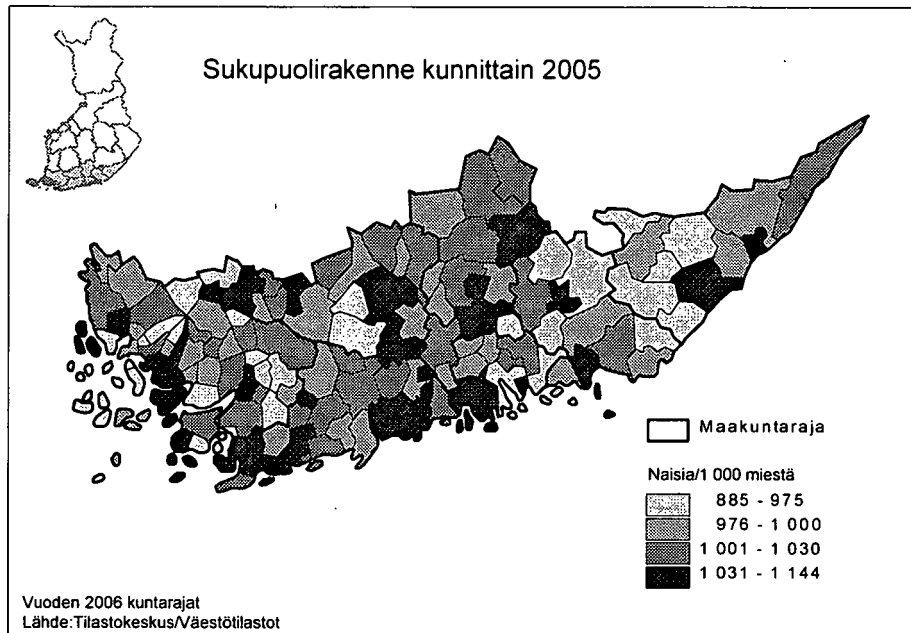 Sukupuolirakenne kunnittain 2005
Maakuntaraja
Naisia/1 000 miestä
885 - 975
976 - 1 000
1 001 - 1 030
1 031 - 1 144
Vuoden 2006 kuntarajat
Lähde:Tilastokeskus/Väestötilastot